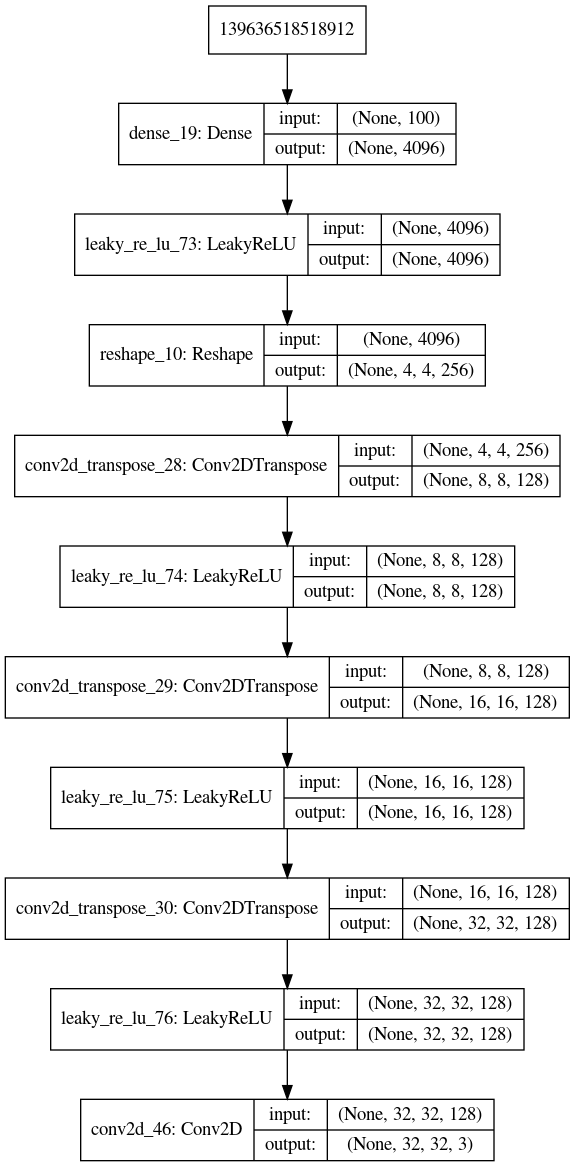 139636518518912
dense_19: Dense
input:
(None, 100)
output:
(None, 4096)
leaky_re_lu_73: LeakyReLU
input:
(None, 4096)
output:
(None, 4096)
reshape_10: Reshape
input:
(None, 4096)
output:
(None, 4, 4, 256)
conv2d_transpose_28: Conv2DTranspose
input:
(None, 4, 4, 256)
output:
(None, 8, 8, 128)
leaky_re_lu_74: LeakyReLU
input:
(None, 8, 8, 128)
output:
(None, 8, 8, 128)
conv2d_transpose_29: Conv2DTranspose
input:
(None, 8, 8, 128)
output:
(None, 16, 16, 128)
leaky_re_lu_75: LeakyReLU
input:
(None, 16, 16, 128)
output:
(None, 16, 16, 128)
conv2d_transpose_30: Conv2DTranspose
input:
(None, 16, 16, 128)
output:
(None, 32, 32, 128)
leaky_re_lu_76: LeakyReLU
input:
(None, 32, 32, 128)
output:
(None, 32, 32, 128)
conv2d_46: Conv2D
input:
(None, 32, 32, 128)
output:
(None, 32, 32, 3)